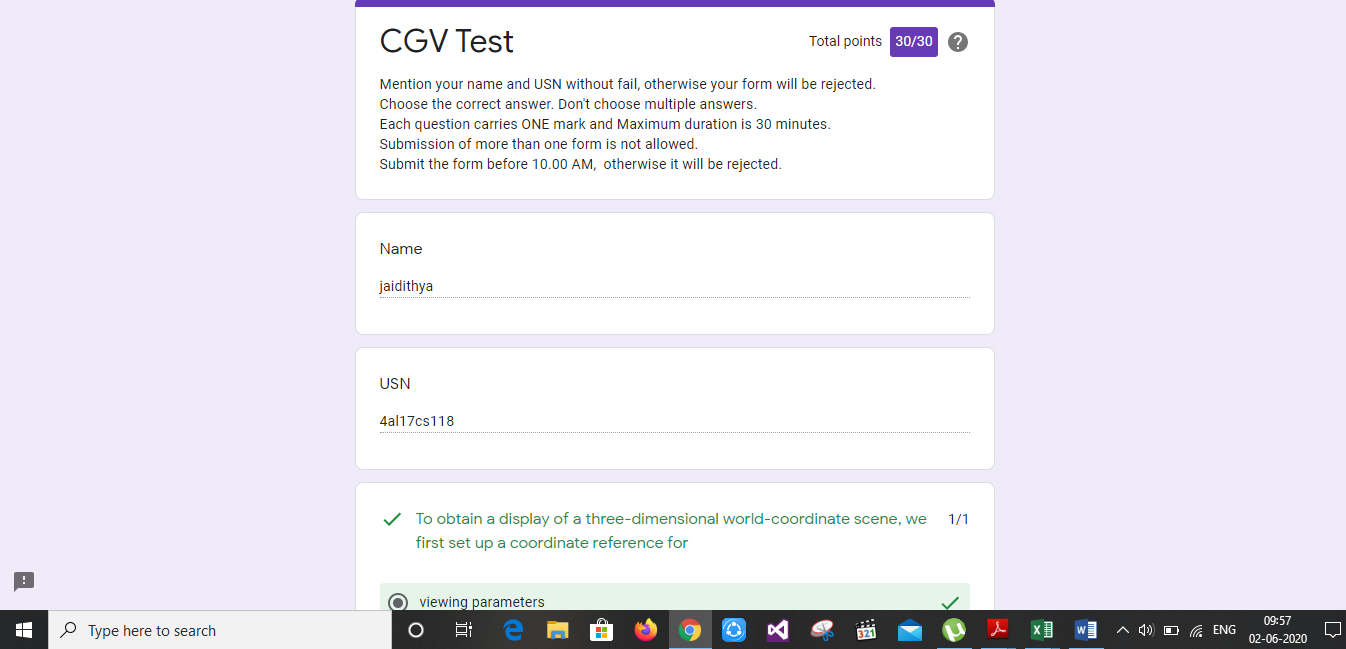 CGV Test
Total points 30/30
Mention your name and USN without fail, otherwise your form will be rejected.
Choose the correct answer. Don't choose multiple answers.
Each question carries ONE mark and Maximum duration is 30 minutes.
Submission of more than one form is not allowed.
Submit the form before 10.00 AM,  otherwise it will be rejected.
Name
jaidithya
USN
4al17cs118
To obtain a display of a three-dimensional world-coordinate scene, we 1/1
first set up a coordinate reference for
viewing parameters
Type here to search
321
ENG
09:57
02-06-2020